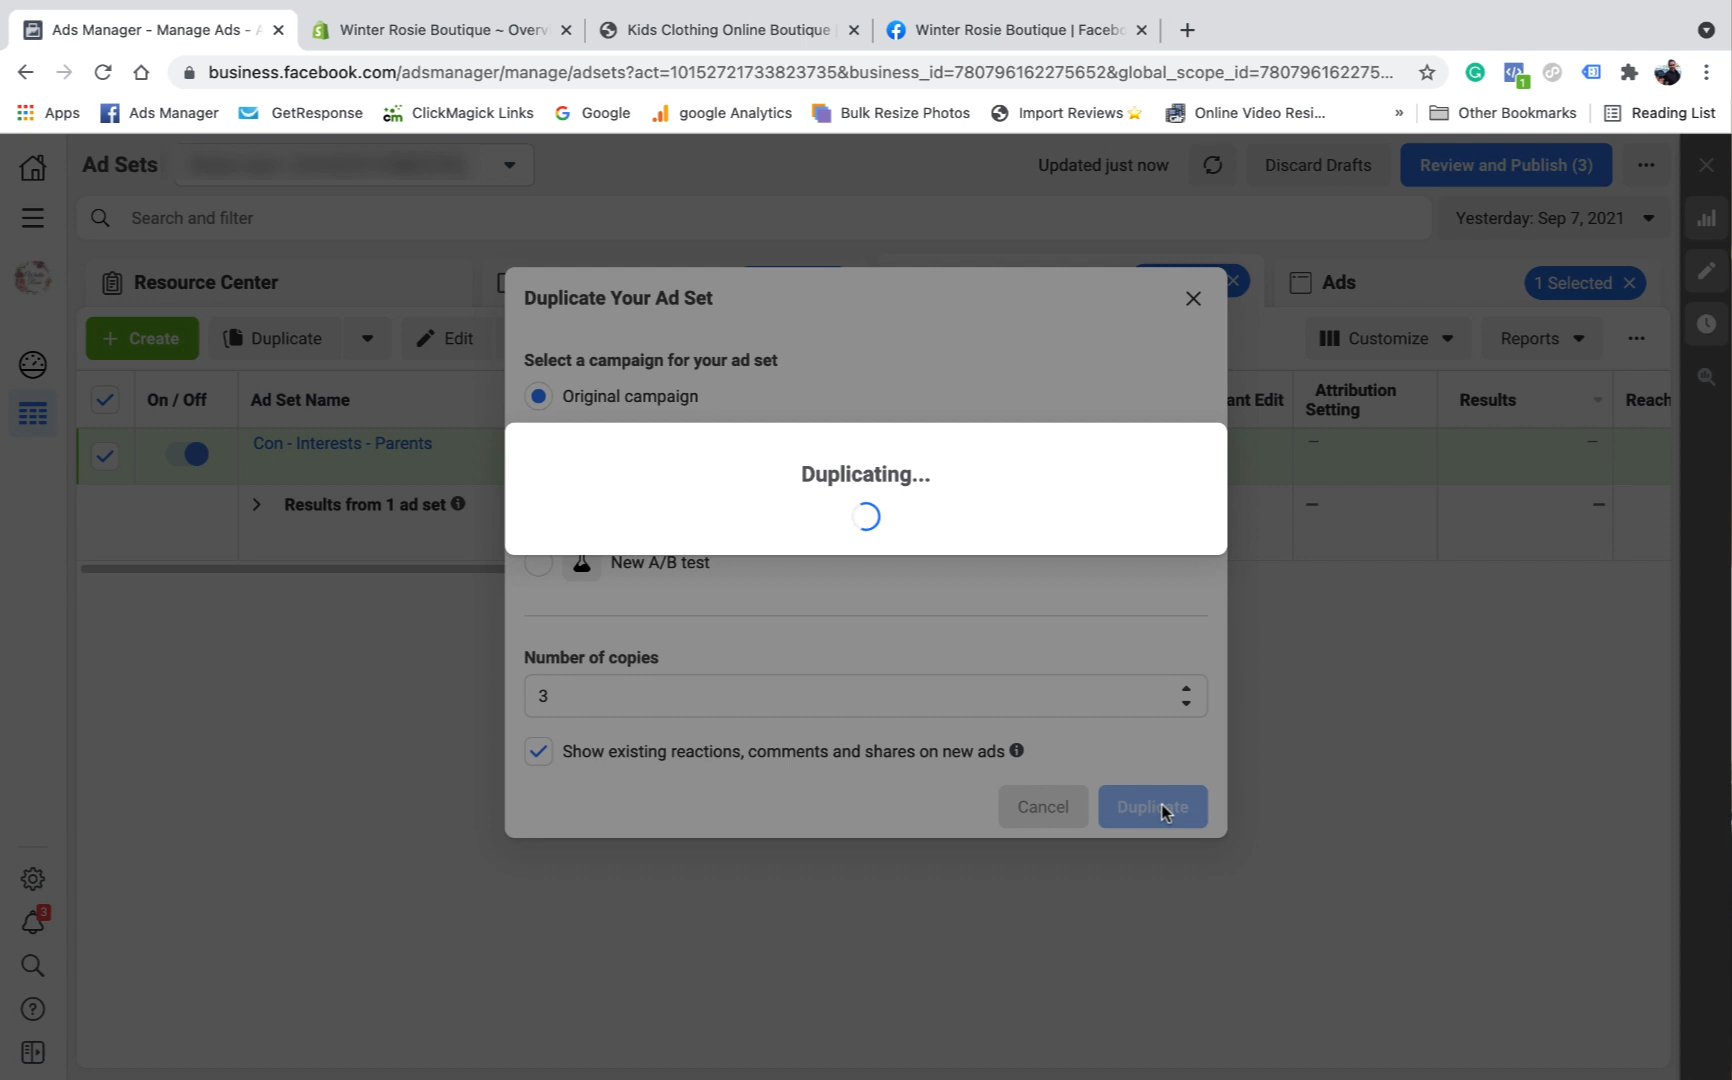 Ads Manager - Manage Ads - A
Winter Rosie Boutique ~ Overv
Kids Clothing Online Boutique
Winter Rosie Boutique | Facebo
business.facebook.com/adsmanager/manage/adsets?act=10152721733823735&business_id=780796162275652&global_scope_id=780796162275...
1
Apps
Ads Manager
GetResponse
cm
ClickMagick Links
Google
google Analytics
Bulk Resize Photos
Import Reviews
Online Video Resi...
»
Other Bookmarks
Reading List
Ad Sets
Updated just now
Discard Drafts
Review and Publish (3)
Search and filter
Yesterday: Sep 7, 2021
Resource Center
Ads
1 Selected
+ Create
Duplicate
Edit
Customize
Reports
On / Off
Ad Set Name
ant Edit
Attribution
Setting
Results
Reach
Con - Interests - Parents
—
—
Results from 1 ad set
—
—
Duplicate Your Ad Set
Select a campaign for your ad set
Original campaign
Duplicating...
New A/B test
Number of copies
3
Show existing reactions, comments and shares on new ads
Cancel
Duplicate
3